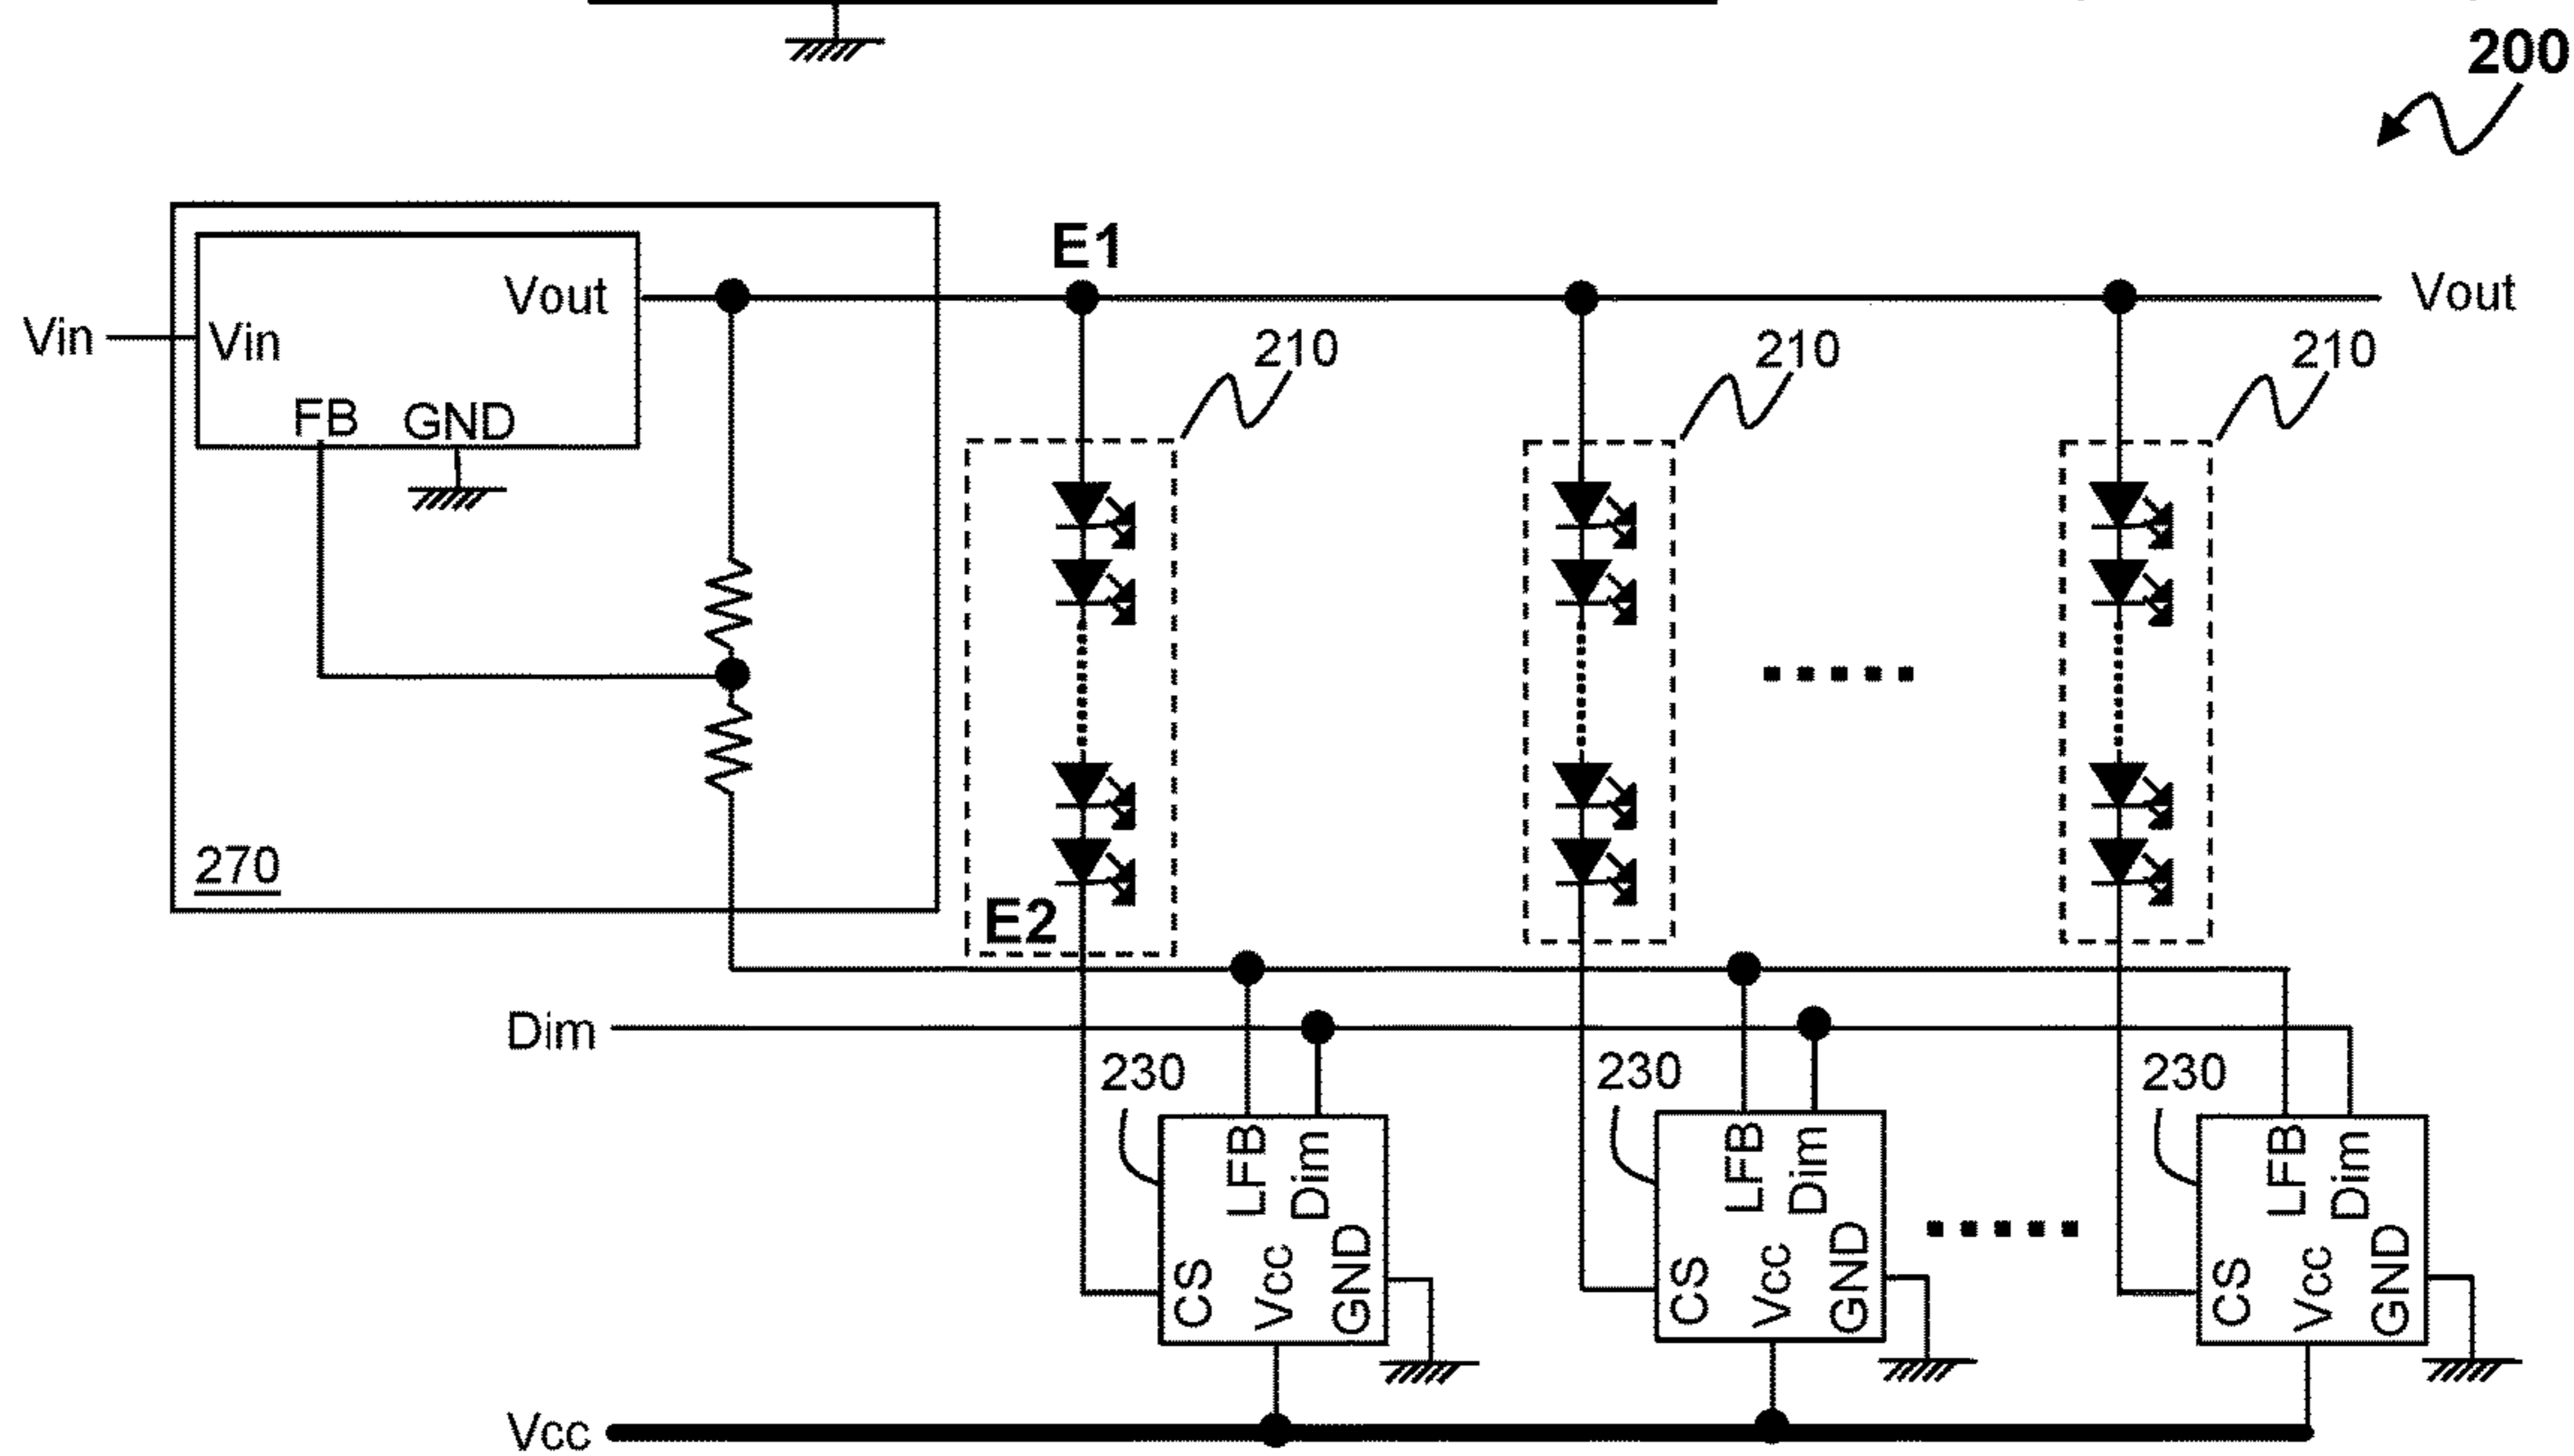 200
E1
Vout
Vout
Vin
Vin
210
210
210
FB
GND
270
E2
Dim
230
230
230
LFB
Dim
CS
Vcc
GND
LFB
Dim
CS
Vcc
GND
LFB
Dim
CS
Vcc
GND
Vcc